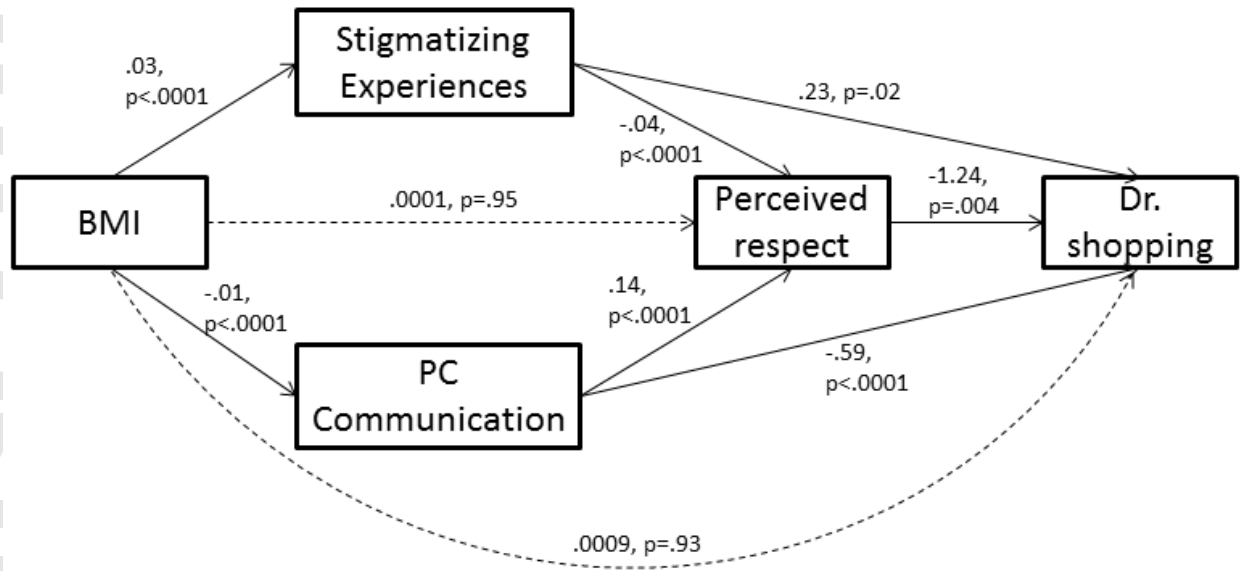 Stigmatizing
Experiences
.03,
p<.0001
.23, p=.02
-.04,
p<.0001
BMI
.0001, p=.95
Perceived
respect
-1.24,
p=.004
Dr.
shopping
-.01,
p<.0001
.14,
p<.0001
PC
Communication
-.59,
p<.0001
.0009, p=.93